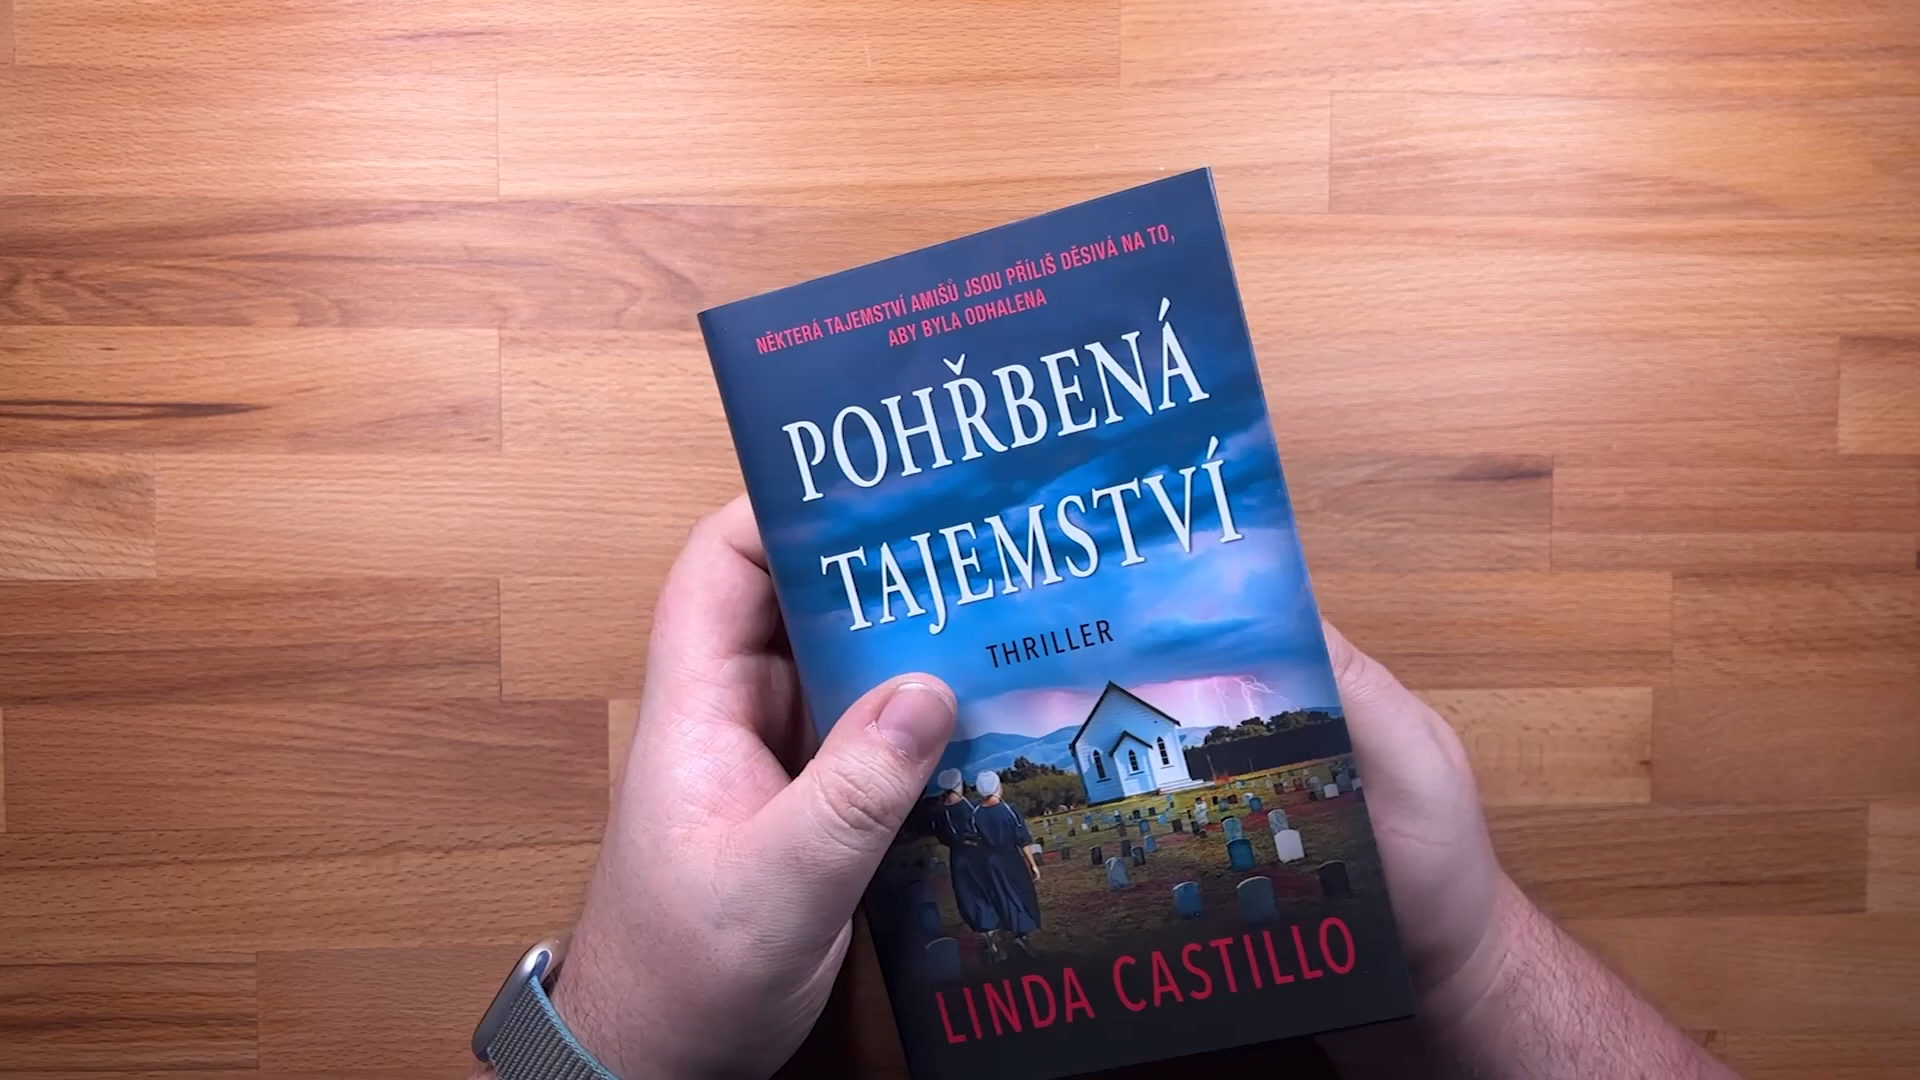 NĚKTERÁ TAJEMSTVÍ AMIŠŮ JSOU PŘÍLIŠ DĚSIVÁ NA TO,
ABY BYLA ODHALENA
POHŘBENÁ
TAJEMSTVÍ
THRILLER
LINDA CASTILLO